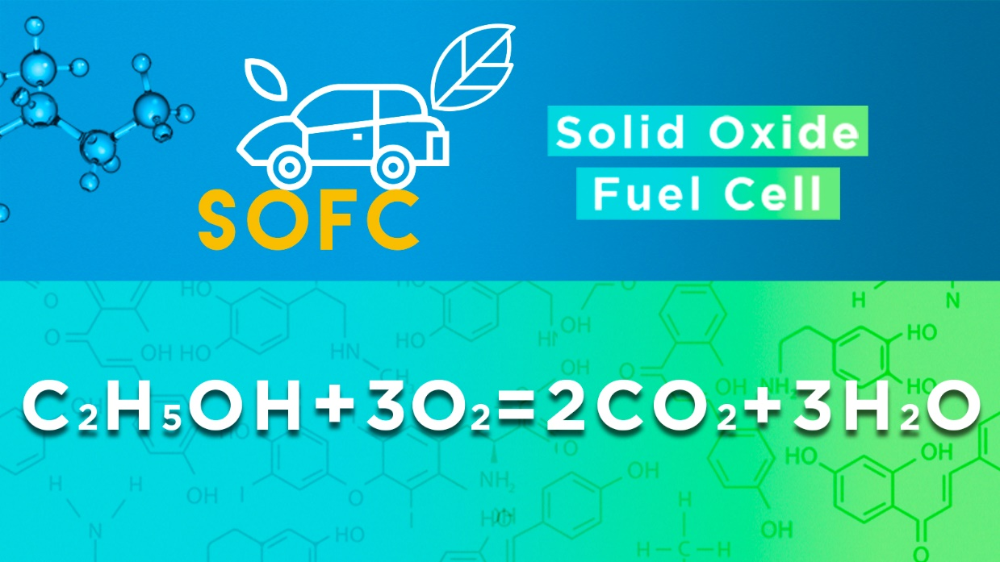 SOFC
Solid Oxide
Fuel Cell
C₂H₅OH+3O₂=2CO₂+3H₂O